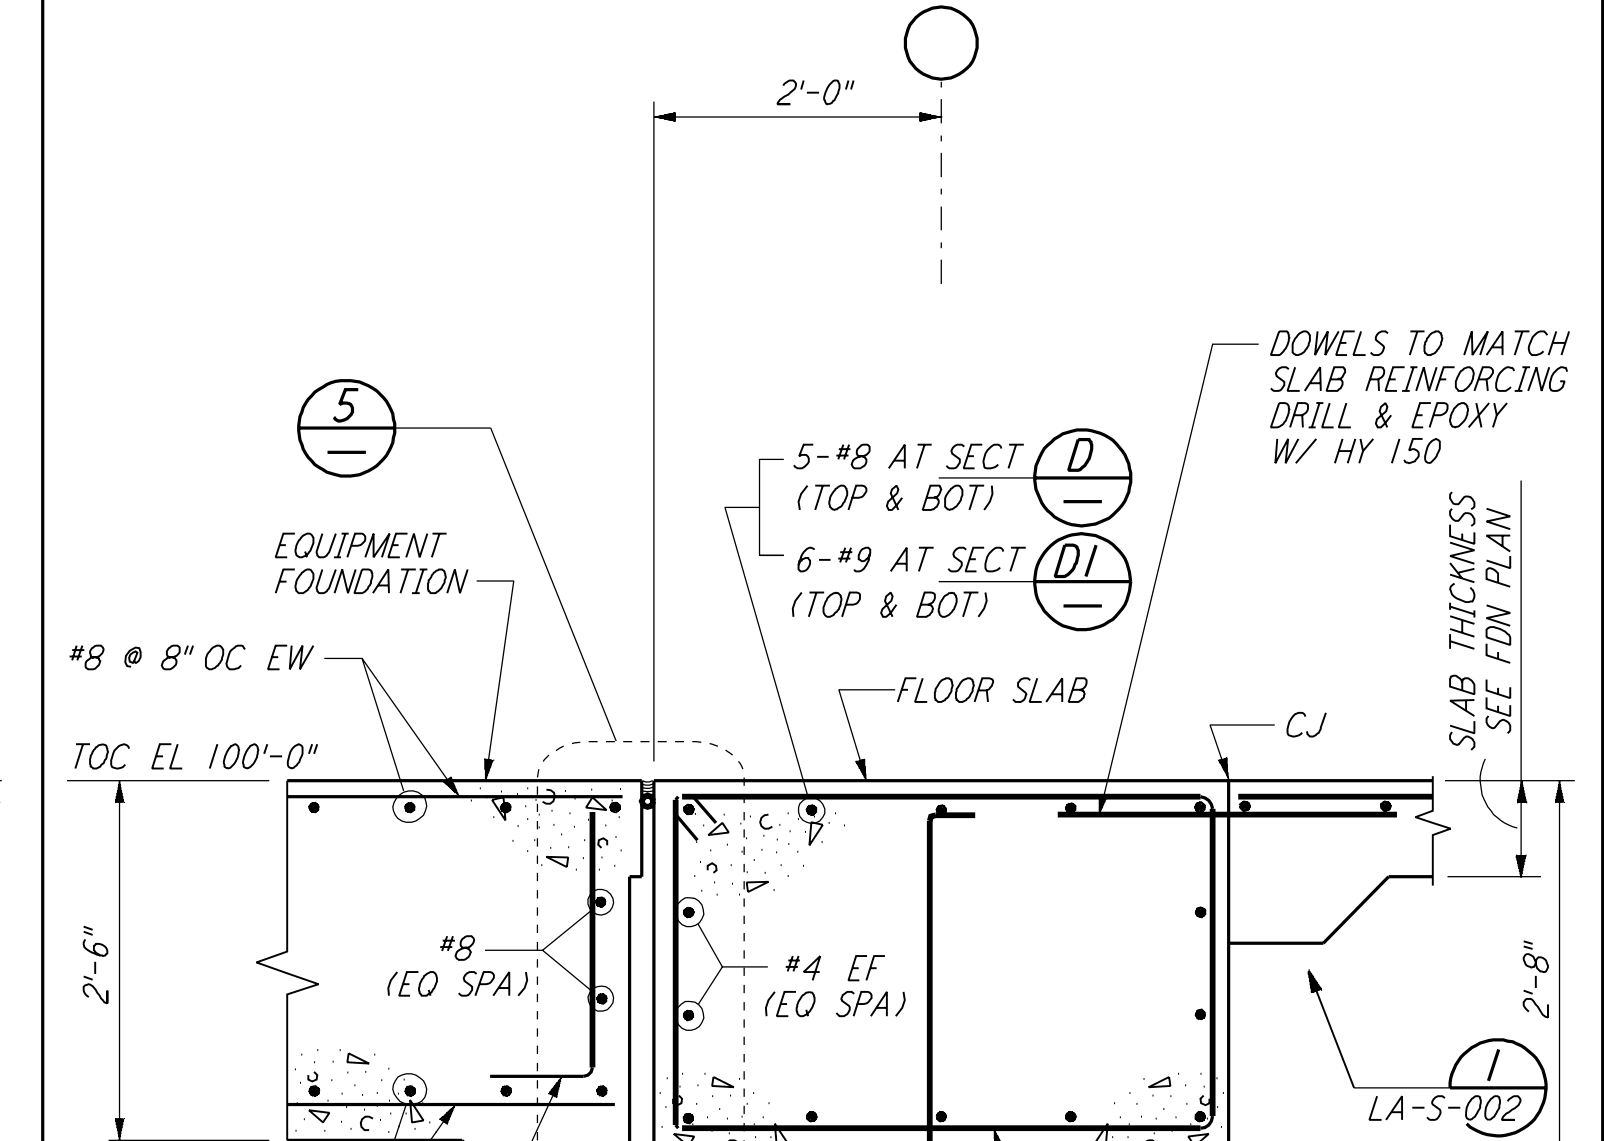 2'-0"
DOWELS TO MATCH
SLAB REINFORCING
DRILL & EPOXY
W/ HY 150
5
5-#8 AT SECT D
(TOP & BOT)
6-#9 AT SECT D1
(TOP & BOT)
EQUIPMENT
FOUNDATION
#8 @ 8" OC EW
FLOOR SLAB
SLAB THICKNESS
SEE FDN PLAN
CJ
TOC EL 100'-0"
2'-6"
#8
(EQ SPA)
#4 EF
(EQ SPA)
2'-8"
1
LA-S-002